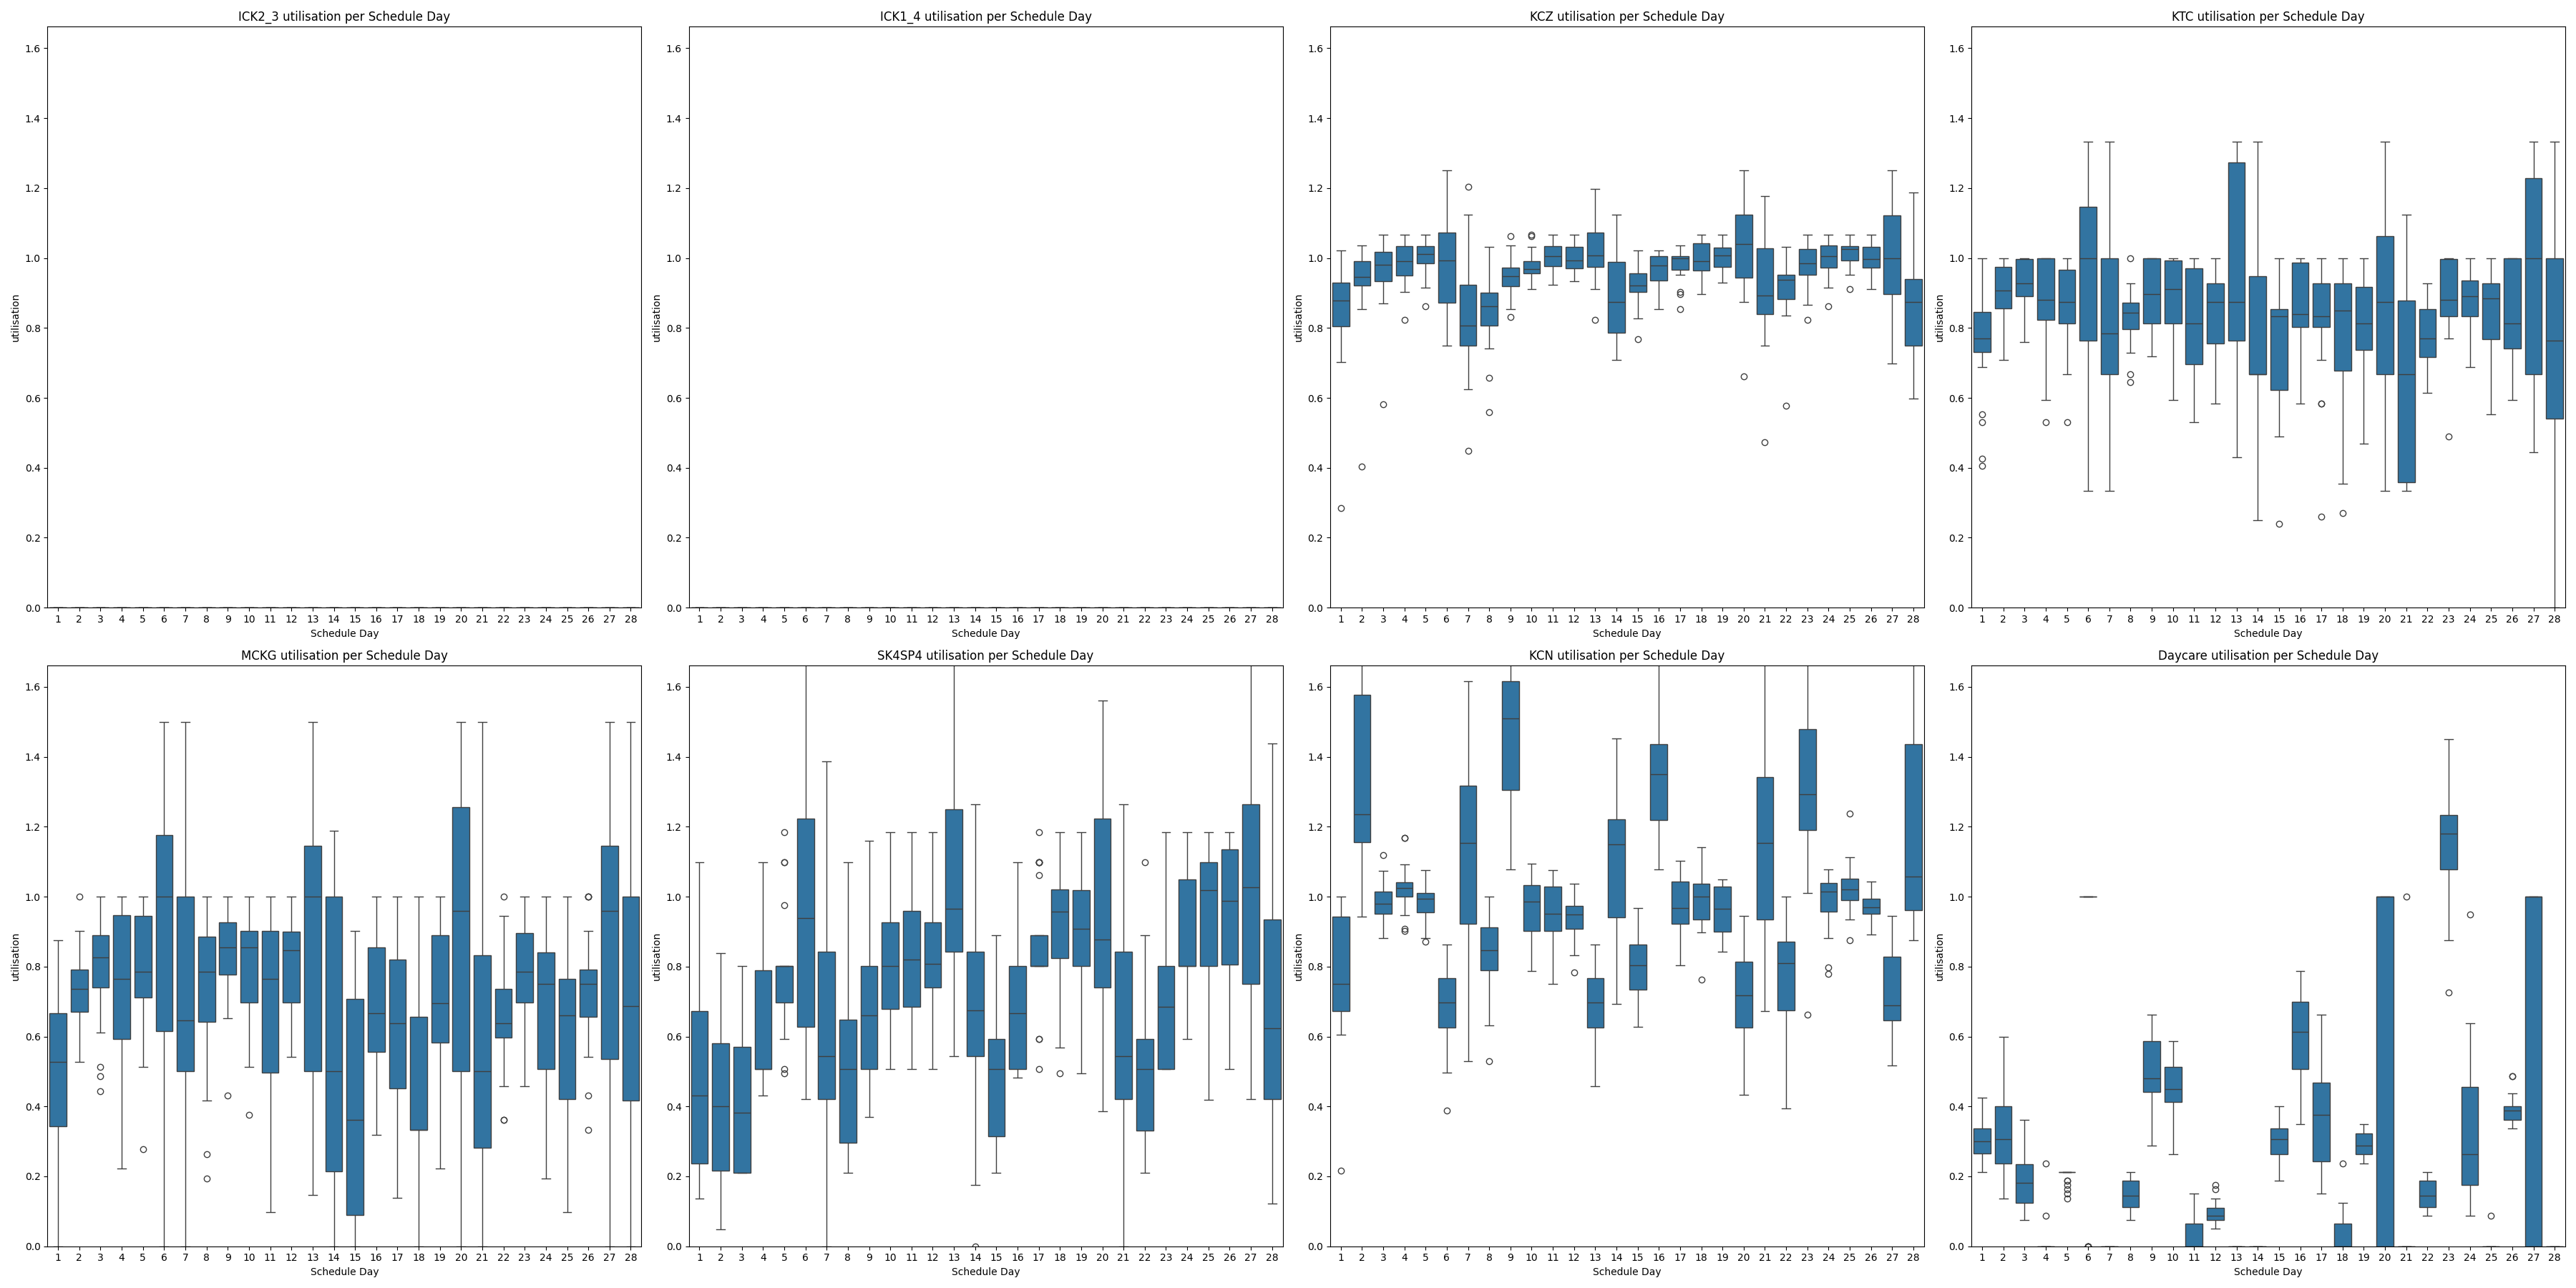 ICK2_3 utilisation per Schedule Day
1.6
1.4
1.2
1.0
0.8
0.6
0.4
0.2
0.0
utilisation
1 2 3 4 5 6 7 8 9 10 11 12 13 14 15 16 17 18 19 20 21 22 23 24 25 26 27 28
Schedule Day
ICK1_4 utilisation per Schedule Day
1.6
1.4
1.2
1.0
0.8
0.6
0.4
0.2
0.0
utilisation
1 2 3 4 5 6 7 8 9 10 11 12 13 14 15 16 17 18 19 20 21 22 23 24 25 26 27 28
Schedule Day
KCZ utilisation per Schedule Day
1.6
1.4
1.2
1.0
0.8
0.6
0.4
0.2
0.0
utilisation
1 2 3 4 5 6 7 8 9 10 11 12 13 14 15 16 17 18 19 20 21 22 23 24 25 26 27 28
Schedule Day
KTC utilisation per Schedule Day
1.6
1.4
1.2
1.0
0.8
0.6
0.4
0.2
0.0
utilisation
1 2 3 4 5 6 7 8 9 10 11 12 13 14 15 16 17 18 19 20 21 22 23 24 25 26 27 28
Schedule Day
MCKG utilisation per Schedule Day
1.6
1.4
1.2
1.0
0.8
0.6
0.4
0.2
0.0
utilisation
1 2 3 4 5 6 7 8 9 10 11 12 13 14 15 16 17 18 19 20 21 22 23 24 25 26 27 28
Schedule Day
SK4SP4 utilisation per Schedule Day
1.6
1.4
1.2
1.0
0.8
0.6
0.4
0.2
0.0
utilisation
1 2 3 4 5 6 7 8 9 10 11 12 13 14 15 16 17 18 19 20 21 22 23 24 25 26 27 28
Schedule Day
KCN utilisation per Schedule Day
1.6
1.4
1.2
1.0
0.8
0.6
0.4
0.2
0.0
utilisation
1 2 3 4 5 6 7 8 9 10 11 12 13 14 15 16 17 18 19 20 21 22 23 24 25 26 27 28
Schedule Day
Daycare utilisation per Schedule Day
1.6
1.4
1.2
1.0
0.8
0.6
0.4
0.2
0.0
utilisation
1 2 3 4 5 6 7 8 9 10 11 12 13 14 15 16 17 18 19 20 21 22 23 24 25 26 27 28
Schedule Day